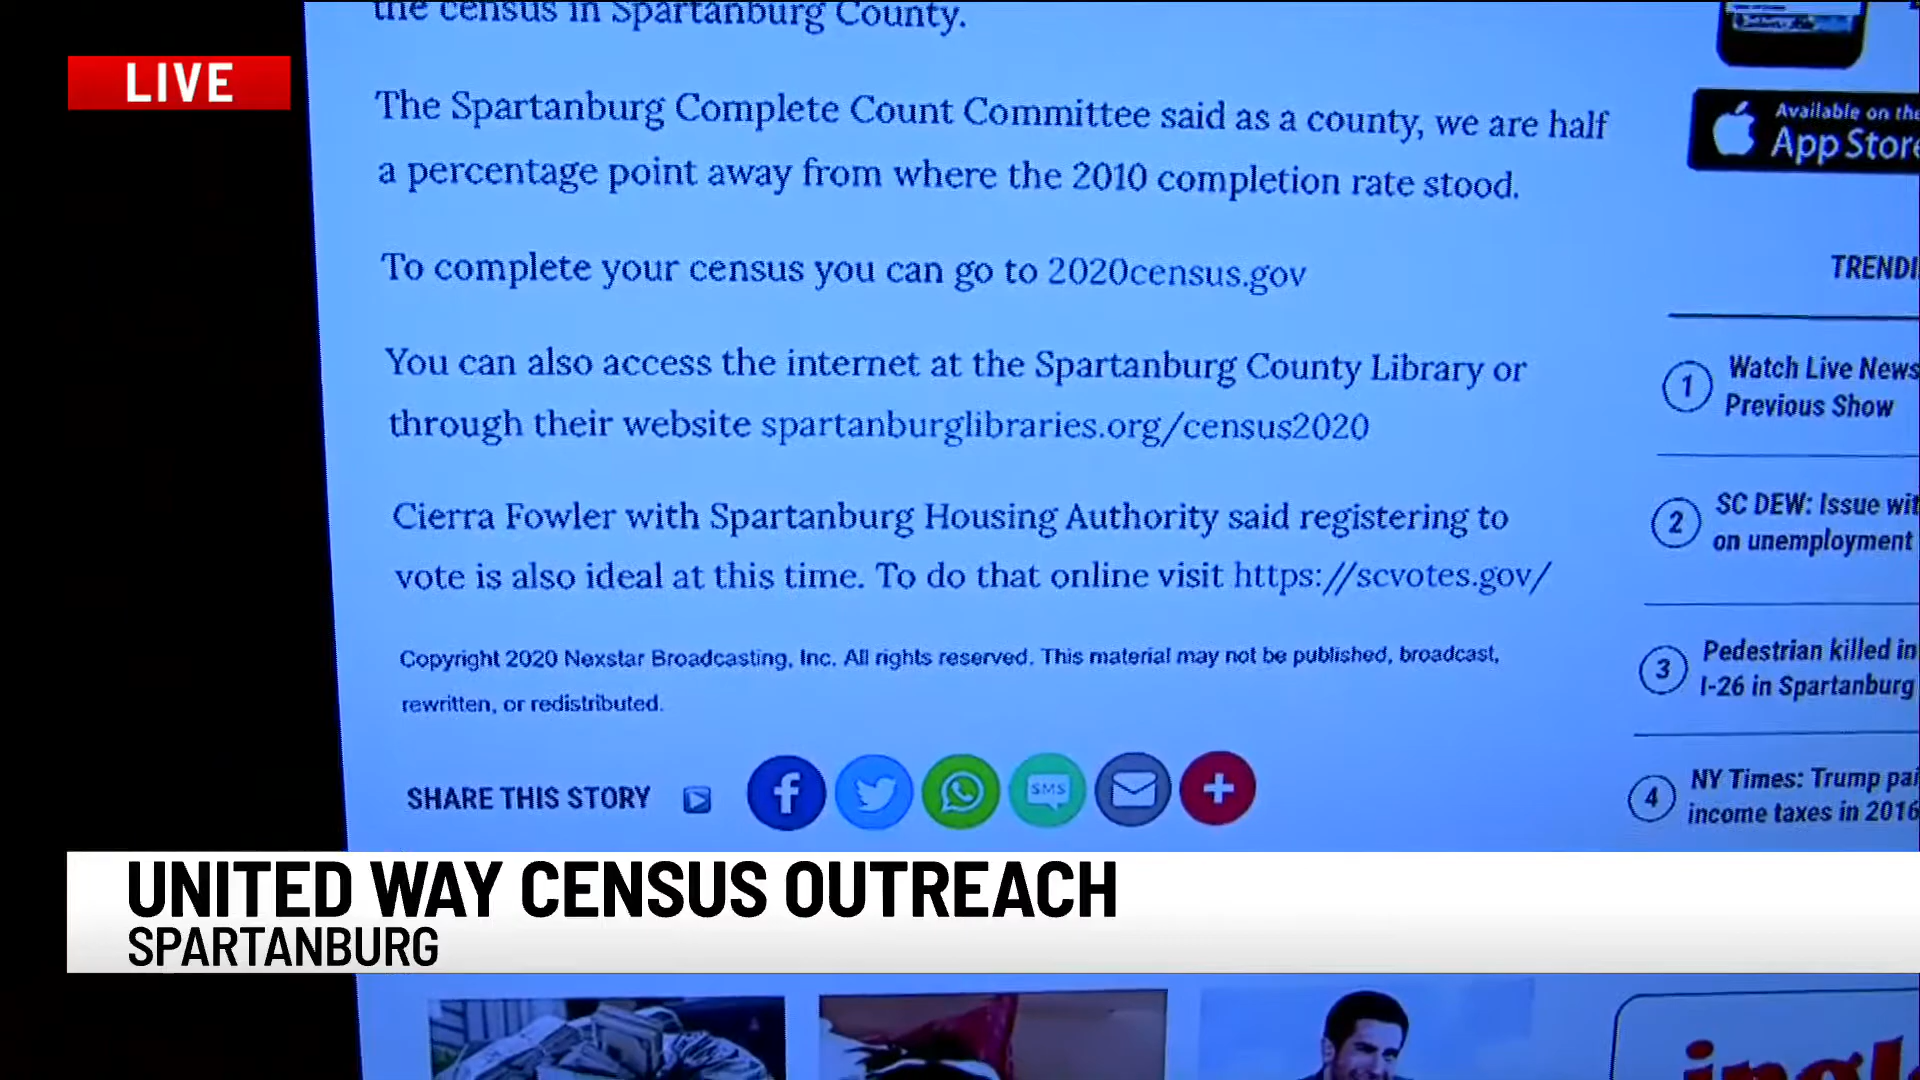 the census in Spartanburg County.
LIVE
The Spartanburg Complete Count Committee said as a county, we are half
a percentage point away from where the 2010 completion rate stood.
To complete your census you can go to 2020census.gov
You can also access the internet at the Spartanburg County Library or
through their website spartanburglibraries.org/census2020
Cierra Fowler with Spartanburg Housing Authority said registering to
vote is also ideal at this time. To do that online visit https://scvotes.gov/
Copyright 2020 Nexstar Broadcasting, Inc. All rights reserved. This material may not be published, broadcast,
rewritten, or redistributed.
SHARE THIS STORY
SMS
Available on the
App Store
TRENDI
1 Watch Live News
Previous Show
2 SC DEW: Issue wit
on unemployment
3 Pedestrian killed in
I-26 in Spartanburg
4 NY Times: Trump pai
income taxes in 2016
UNITED WAY CENSUS OUTREACH
SPARTANBURG
ingl